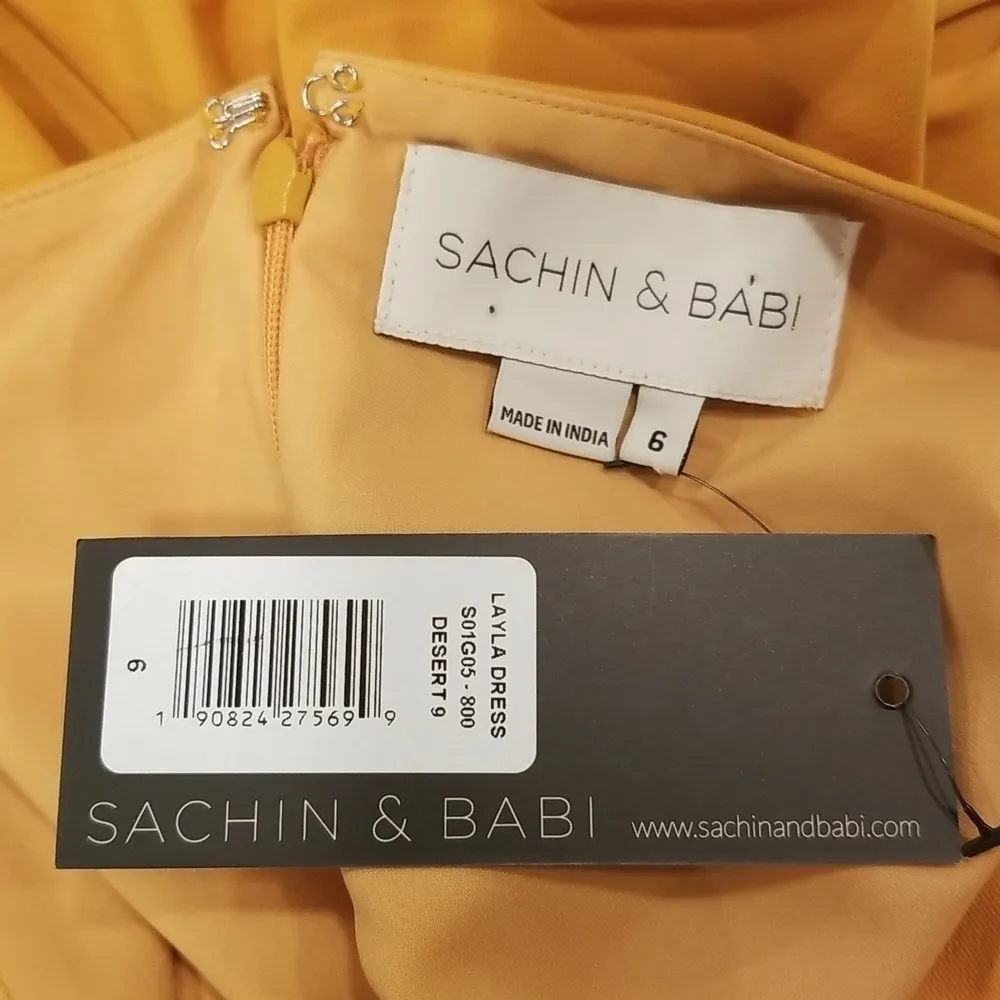 SACHIN & BABI
MADE IN INDIA
6
LAYLA DRESS
S01G05 - 800
DESERT 9
6
1 90824 27569 9
SACHIN & BABI www.sachinandbabi.com